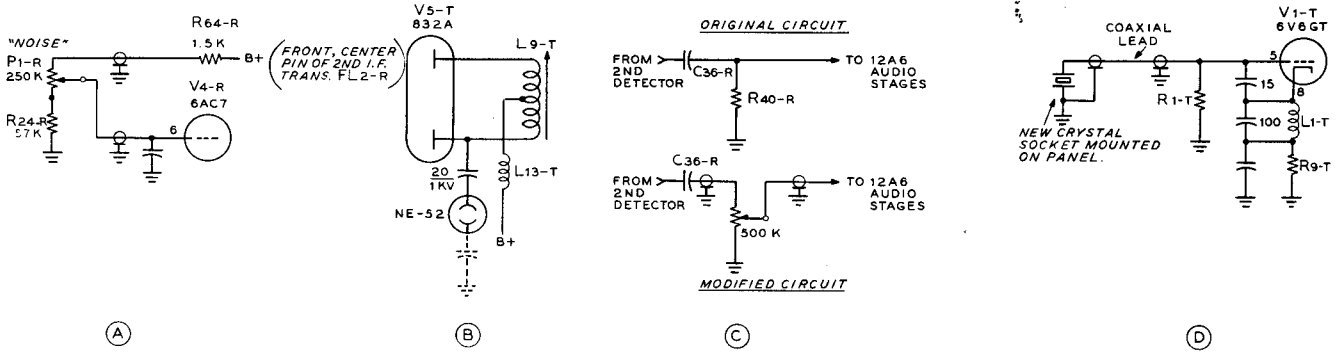 R64-R
1.5K
"NOISE"
P1-R
250K
B+
(FRONT, CENTER
PIN OF 2ND I.F.
TRANS. FL2-R)
V4-R
6AC7
6
R24-R
57K
A
V5-T
832A
L9-T
20
1KV
L13-T
NE-52
B+
B
ORIGINAL CIRCUIT
FROM
2ND
DETECTOR
C36-R
R40-R
TO 12A6
AUDIO
STAGES
C36-R
FROM
2ND
DETECTOR
500 K
TO 12A6
AUDIO
STAGES
MODIFIED CIRCUIT
C
V1-T
6V6GT
COAXIAL
LEAD
5
8
15
R1-T
100
L1-T
R9-T
NEW CRYSTAL
SOCKET MOUNTED
ON PANEL.
D